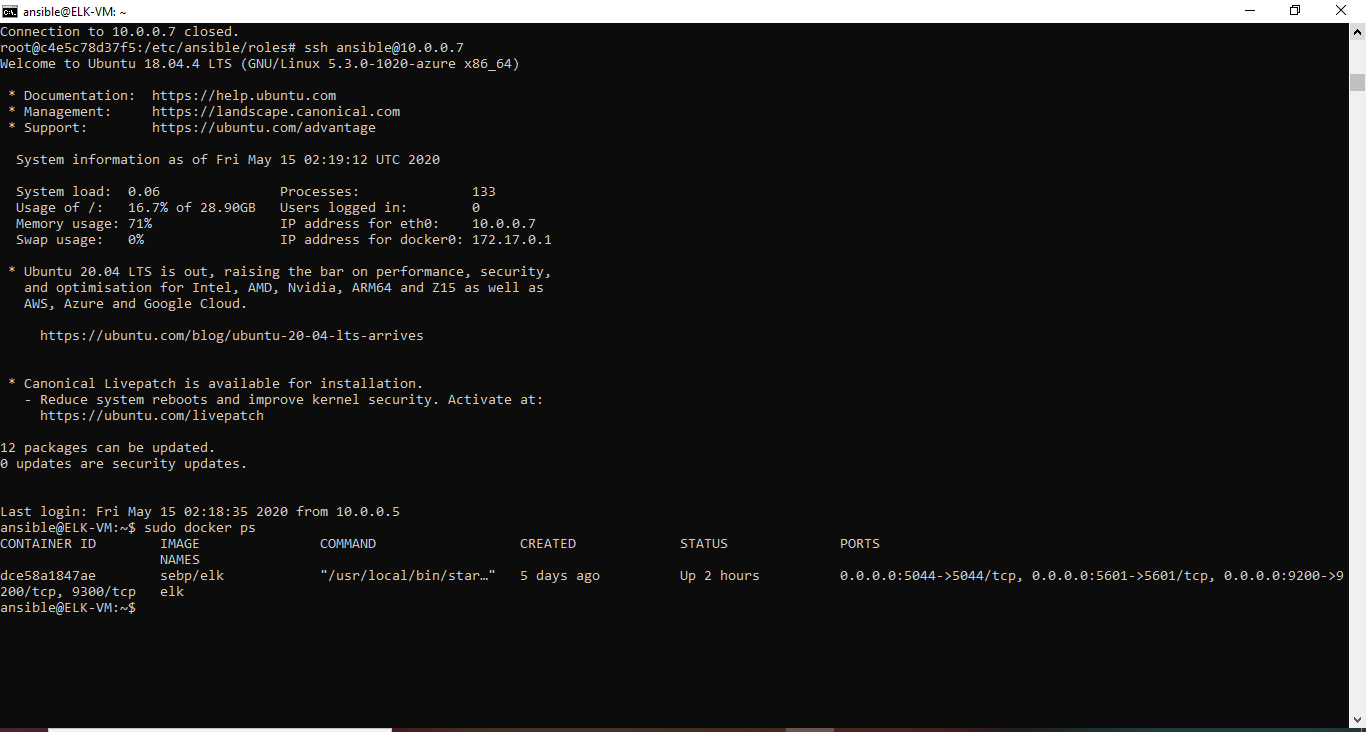 ansible@ELK-VM: ~
Connection to 10.0.0.7 closed.
root@c4e5c78d37f5:/etc/ansible/roles# ssh ansible@10.0.0.7
Welcome to Ubuntu 18.04.4 LTS (GNU/Linux 5.3.0-1020-azure x86_64)
* Documentation:  https://help.ubuntu.com
* Management:     https://landscape.canonical.com
* Support:        https://ubuntu.com/advantage
System information as of Fri May 15 02:19:12 UTC 2020
System load:  0.06               Processes:              133
Usage of /:   16.7% of 28.90GB   Users logged in:        0
Memory usage: 71%                IP address for eth0:    10.0.0.7
Swap usage:   0%                 IP address for docker0: 172.17.0.1
* Ubuntu 20.04 LTS is out, raising the bar on performance, security,
and optimisation for Intel, AMD, Nvidia, ARM64 and Z15 as well as
AWS, Azure and Google Cloud.
https://ubuntu.com/blog/ubuntu-20-04-lts-arrives
* Canonical Livepatch is available for installation.
- Reduce system reboots and improve kernel security. Activate at:
https://ubuntu.com/livepatch
12 packages can be updated.
0 updates are security updates.
Last login: Fri May 15 02:18:35 2020 from 10.0.0.5
ansible@ELK-VM:~$ sudo docker ps
CONTAINER ID        IMAGE               COMMAND                  CREATED             STATUS              PORTS
NAMES
dce58a1847ae        sebp/elk            "/usr/local/bin/star…"   5 days ago          Up 2 hours          0.0.0.0:5044->5044/tcp, 0.0.0.0:5601->5601/tcp, 0.0.0.0:9200->9
200/tcp, 9300/tcp   elk
ansible@ELK-VM:~$